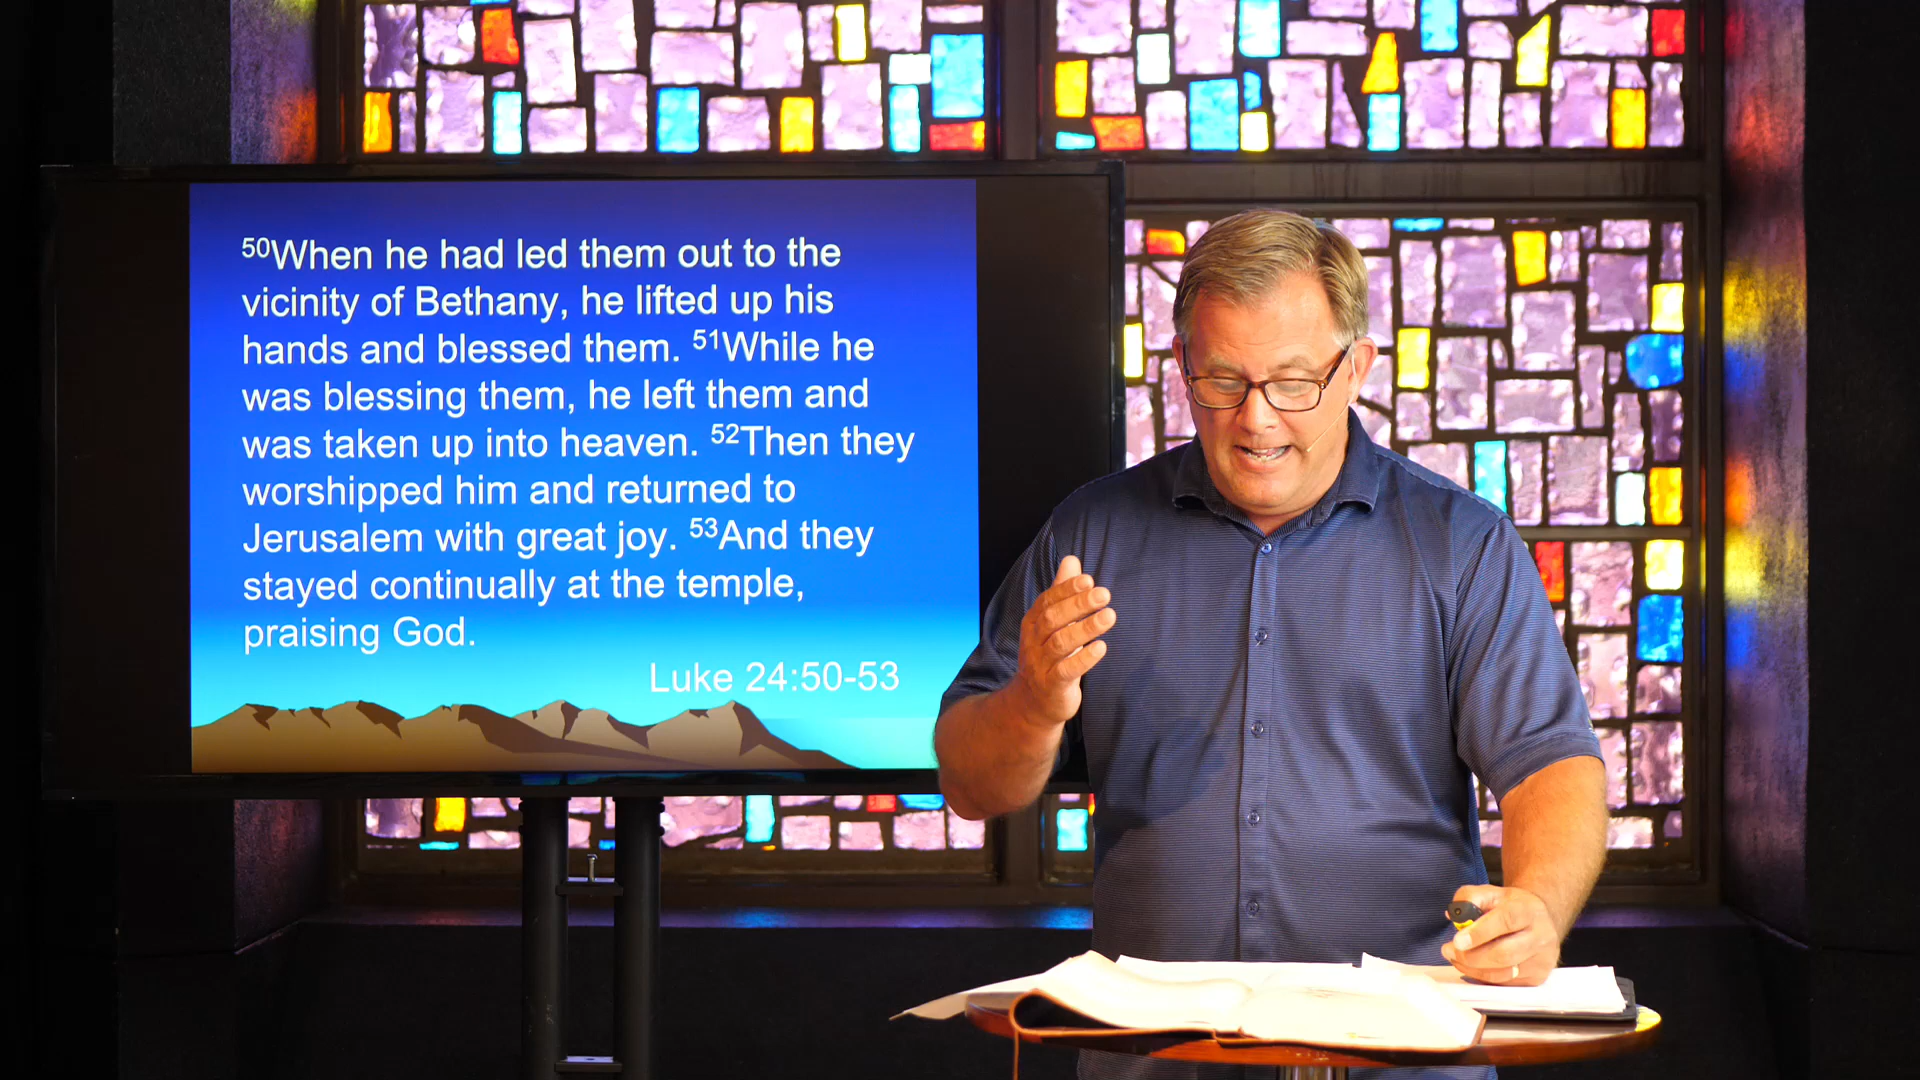 ⁵⁰When he had led them out to the
vicinity of Bethany, he lifted up his
hands and blessed them. ⁵¹While he
was blessing them, he left them and
was taken up into heaven. ⁵²Then they
worshipped him and returned to
Jerusalem with great joy. ⁵³And they
stayed continually at the temple,
praising God.
Luke 24:50-53